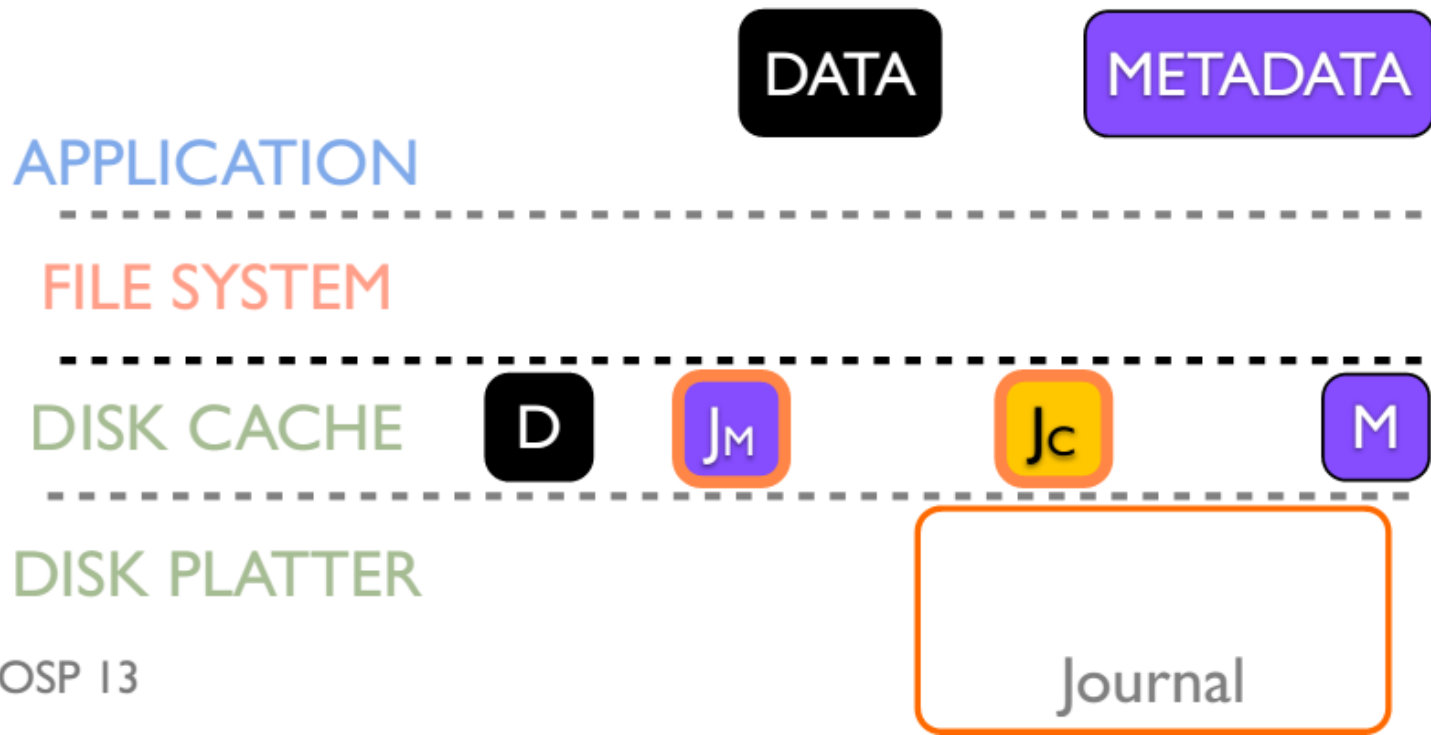 DATA METADATA
APPLICATION
FILE SYSTEM
DISK CACHE D JM JC M
DISK PLATTER
OSP 13
Journal